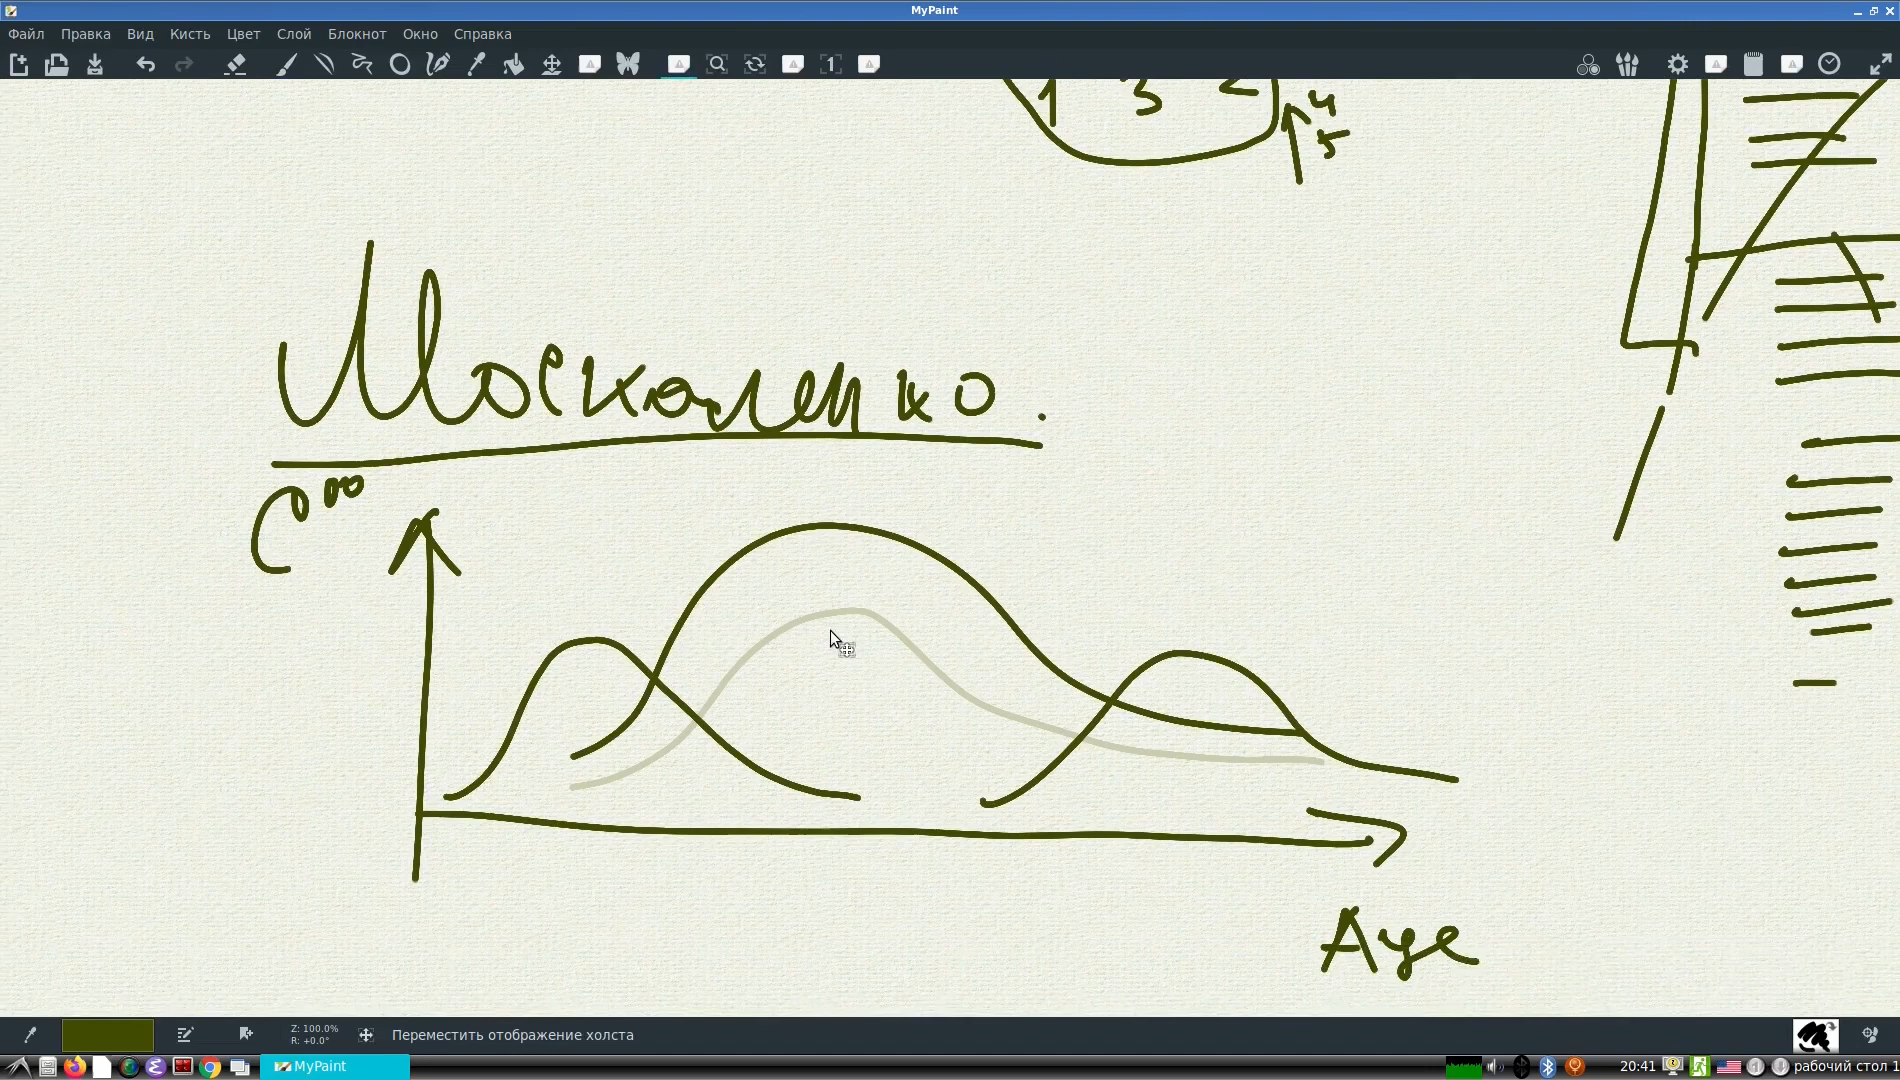 MyPaint
Файл Правка Вид Кисть Цвет Слой Блокнот Окно Справка
1 3 2
4
5
Москаленко.
Age
Z: 100.0%
R: +0.0°
Переместить отображение холста
MyPaint
20:41
рабочий стол 1